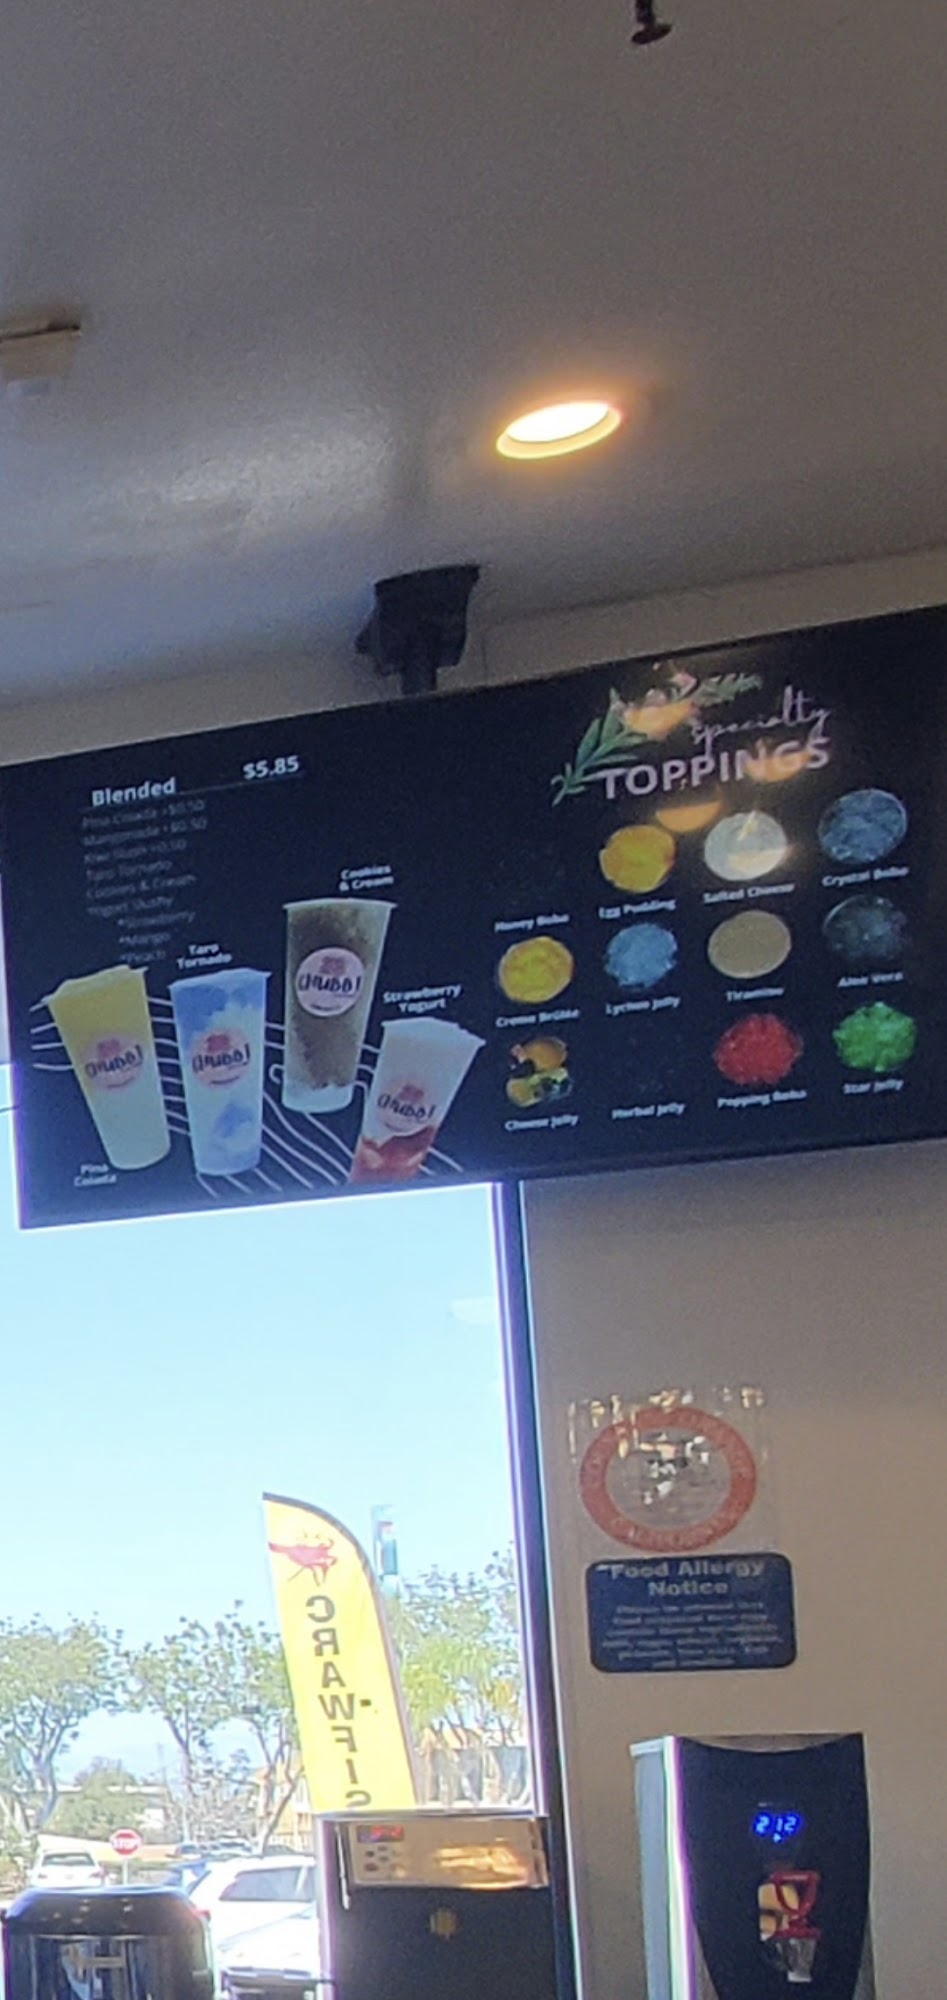 specialty
TOPPINGS
Blended $5.85
Pina Colada +$0.50
Mangonada +$0.50
Kiwi Slush +0.50
Taro Tornado
Cookies & Cream
Yogurt Slushy
*Strawberry
*Mango
*Peach
Cookies
& Cream
Taro
Tornado
Strawberry
Yogurt
Pina
Colada
Honey Boba
Egg Pudding
Salted Cheese
Crystal Boba
Creme Brûlée
Lychee Jelly
Tiramisu
Aloe Vera
Cheese Jelly
Herbal Jelly
Popping Boba
Star Jelly
CALIFORNIA
Food Allergy
Notice
CRAWFIS
STOP
212